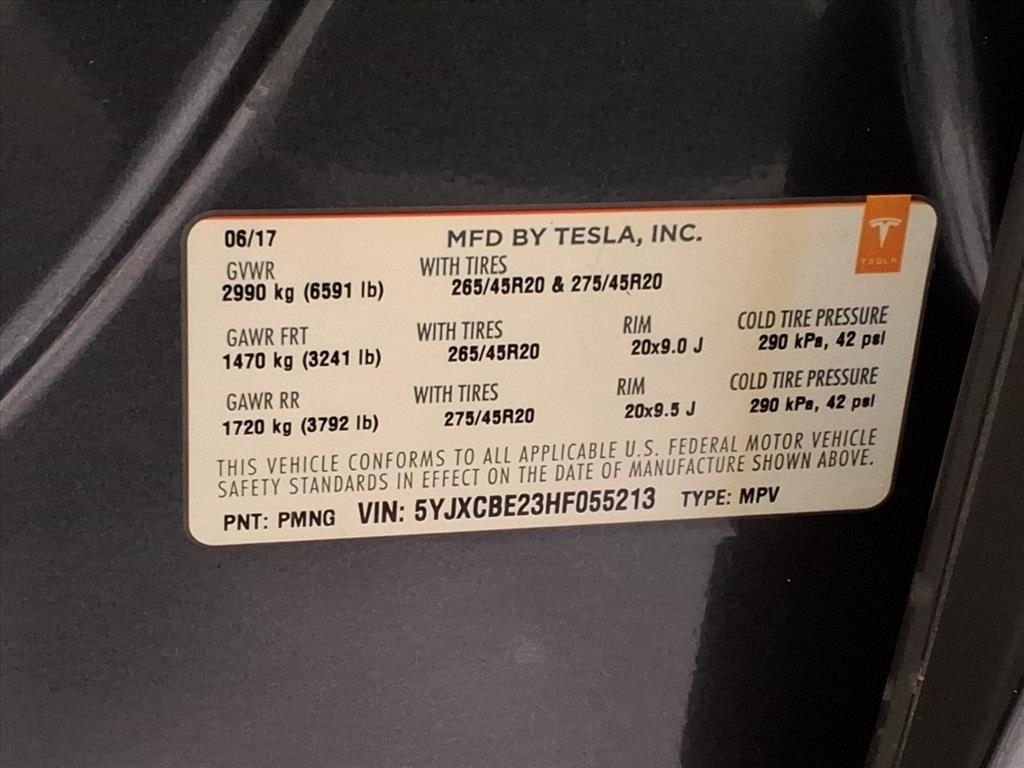 06/17 MFD BY TESLA, INC.
TESLA
GVWR WITH TIRES
2990 kg (6591 lb) 265/45R20 & 275/45R20
GAWR FRT WITH TIRES RIM COLD TIRE PRESSURE
1470 kg (3241 lb) 265/45R20 20x9.0 J 290 kPa, 42 psi
GAWR RR WITH TIRES RIM COLD TIRE PRESSURE
1720 kg (3792 lb) 275/45R20 20x9.5 J 290 kPa, 42 psi
THIS VEHICLE CONFORMS TO ALL APPLICABLE U.S. FEDERAL MOTOR VEHICLE
SAFETY STANDARDS IN EFFECT ON THE DATE OF MANUFACTURE SHOWN ABOVE.
PNT: PMNG VIN: 5YJXCBE23HF055213 TYPE: MPV